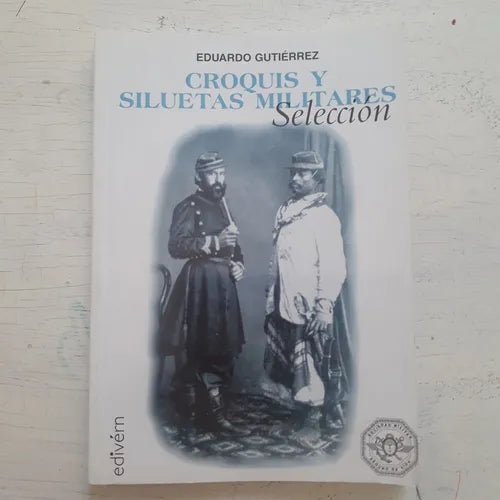 EDUARDO GUTIÉRREZ
CROQUIS Y
SILUETAS MILITARES
Selección
edivérn